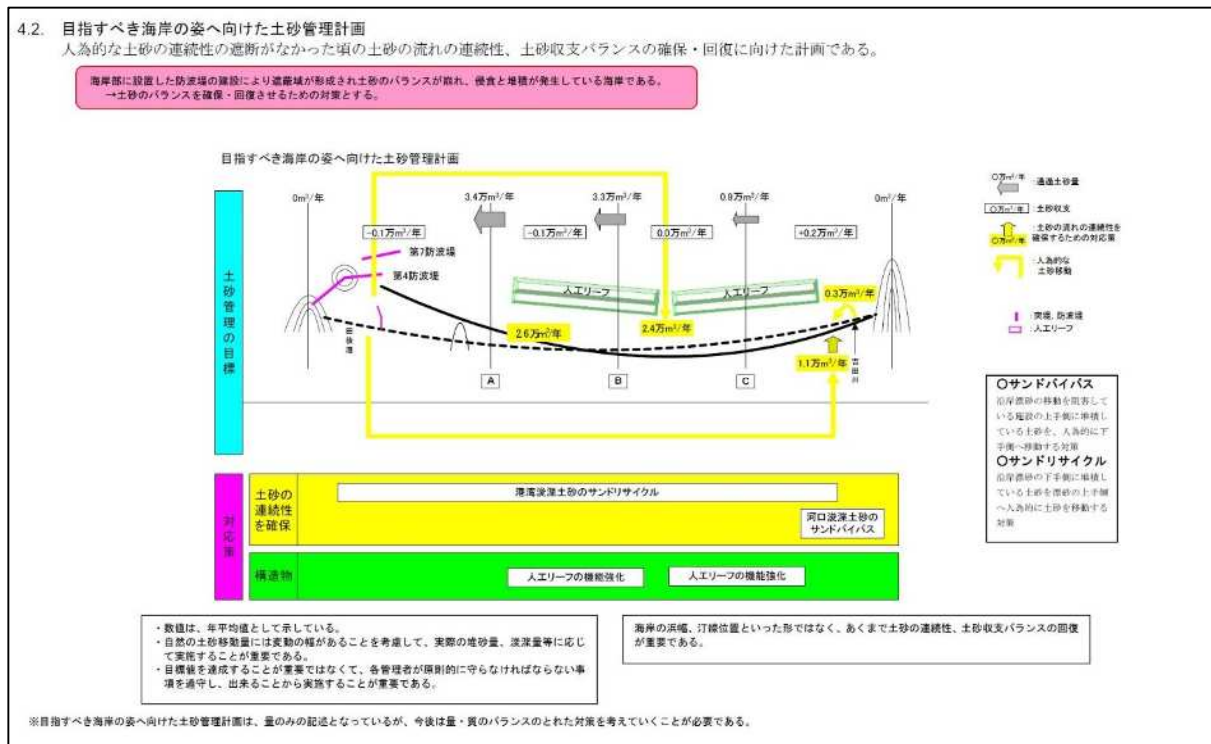 4.2. 目指すべき海岸の姿へ向けた土砂管理計画
人為的な土砂の連続性の遮断がなかった頃の土砂の流れの連続性、土砂収支バランスの確保・回復に向けた計画である。
海岸部に設置した防波堤の建設により遮蔽域が形成され土砂のバランスが崩れ、侵食と堆積が発生している海岸である。
→土砂のバランスを確保・回復させるための対策とする。
目指すべき海岸の姿へ向けた土砂管理計画
土砂管理の目標
0m³/年
3.4万m³/年
3.3万m³/年
0.9万m³/年
0m³/年
-0.1万m³/年
-0.1万m³/年
0.0万m³/年
+0.2万m³/年
第7防波堤
第4防波堤
人工リーフ
人工リーフ
0.3万m³/年
2.6万m³/年
2.4万m³/年
1.1万m³/年
A
B
C
〇万m³/年
:通過土砂量
〇万m³/年
:土砂収支
〇万m³/年
:土砂の流れの連続性を
確保するための対応策
:人為的な
土砂移動
:突堤,防波堤
:人工リーフ
〇サンドバイパス
沿岸漂砂の移動を阻害して
いる施設の上手側に堆積し
ている土砂を、人為的に下
手側へ移動する対策
〇サンドリサイクル
沿岸漂砂の下手側に堆積し
ている土砂を漂砂の上手側
へ人為的に土砂を移動する
対策
対応策
土砂の
連続性
を確保
港湾浚渫土砂のサンドリサイクル
河口浚渫土砂の
サンドバイパス
構造物
人工リーフの機能強化
人工リーフの機能強化
・数値は、年平均値として示している。
・自然の土砂移動量には変動の幅があることを考慮して、実際の堆砂量、浚渫量等に応じ
て実施することが重要である。
・目標値を達成することが重要ではなくて、各管理者が原則的に守らなければならない事
項を遵守し、出来ることから実施することが重要である。
海岸の浜幅、汀線位置といった形ではなく、あくまで土砂の連続性、土砂収支バランスの回復
が重要である。
※目指すべき海岸の姿へ向けた土砂管理計画は、量のみの記述となっているが、今後は量・質のバランスのとれた対策を考えていくことが必要である。